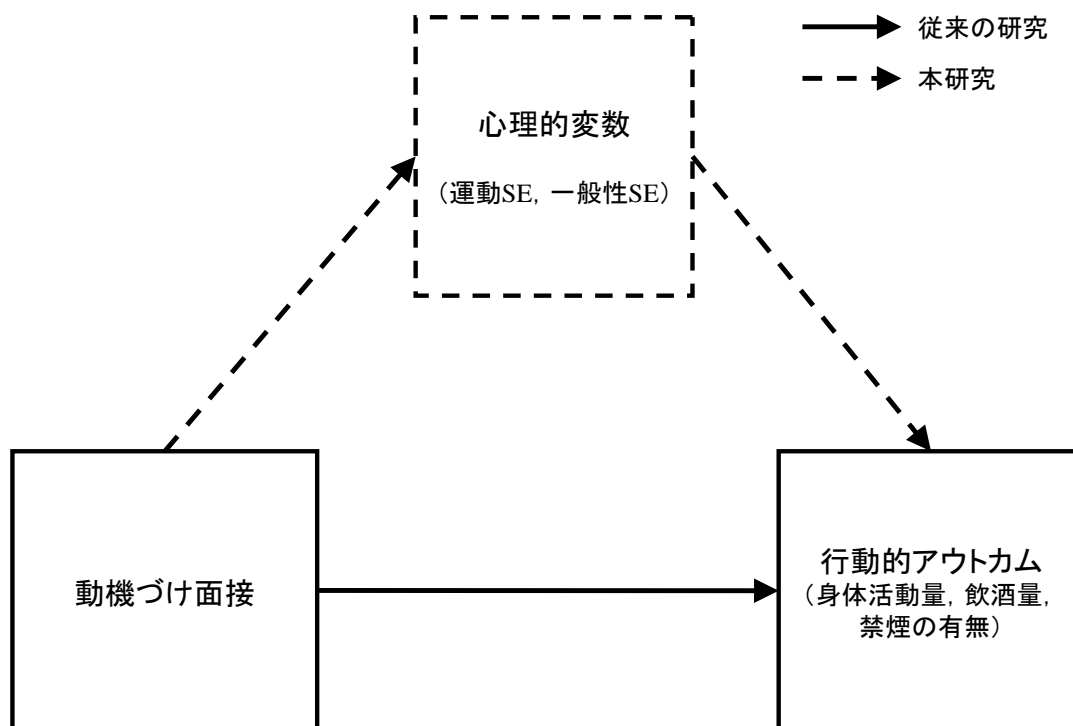 従来の研究
本研究
心理的変数
（運動SE，一般性SE）
動機づけ面接
行動的アウトカム
（身体活動量，飲酒量，
禁煙の有無）